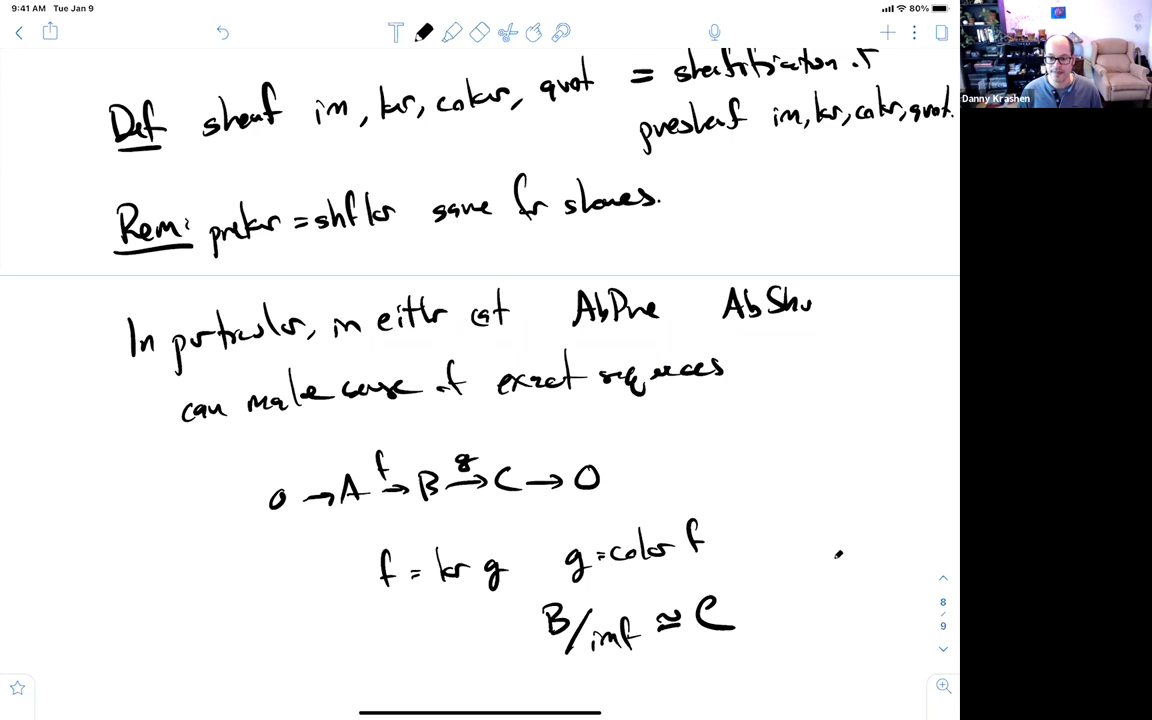 9:41 AM Tue Jan 9
80%
Danny Krashen
Def sheaf im, ker, coker, quot = sheafification of
presheaf im, ker, coker, quot.
Rem: preker = shf ker same for stones.
In particular, in either cat AbPre AbShv
can make sense of exact sequences
0 → A →f B →g C → 0
f = ker g g = coker f
B/im f ≅ C
8
/
9